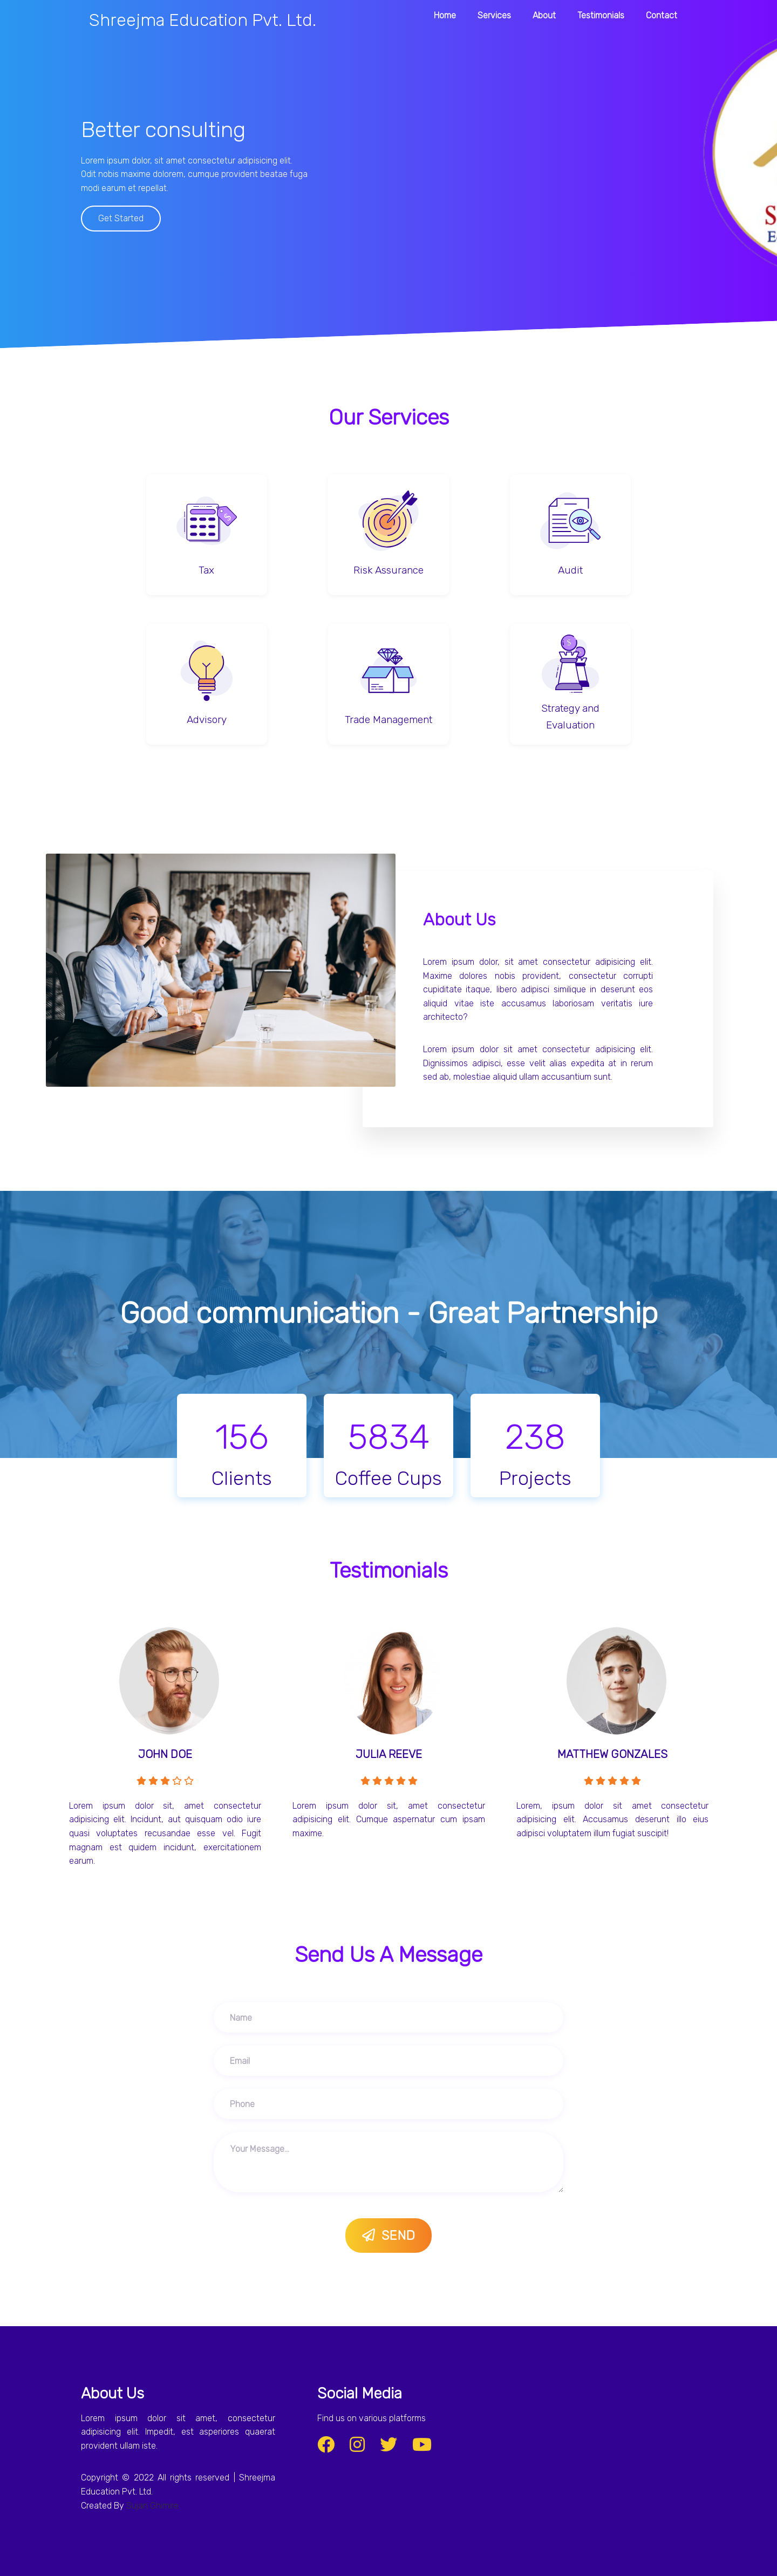 Shreejma Education Pvt. Ltd.
Home Services About Testimonials Contact
Better consulting
Lorem ipsum dolor, sit amet consectetur adipisicing elit.
Odit nobis maxime dolorem, cumque provident beatae fuga
modi earum et repellat.
Get Started
Our Services
Tax
Risk Assurance
Audit
Advisory
Trade Management
Strategy and
Evaluation
About Us
Lorem ipsum dolor, sit amet consectetur adipisicing elit.
Maxime dolores nobis provident, consectetur corrupti
cupiditate itaque, libero adipisci similique in deserunt eos
aliquid vitae iste accusamus laboriosam veritatis iure
architecto?
Lorem ipsum dolor sit amet consectetur adipisicing elit.
Dignissimos adipisci, esse velit alias expedita at in rerum
sed ab, molestiae aliquid ullam accusantium sunt.
Good communication - Great Partnership
156
Clients
5834
Coffee Cups
238
Projects
Testimonials
JOHN DOE
Lorem ipsum dolor sit, amet consectetur
adipisicing elit. Incidunt, aut quisquam odio iure
quasi voluptates recusandae esse vel. Fugit
magnam est quidem incidunt, exercitationem
earum.
JULIA REEVE
Lorem ipsum dolor sit, amet consectetur
adipisicing elit. Cumque aspernatur cum ipsam
maxime.
MATTHEW GONZALES
Lorem, ipsum dolor sit amet consectetur
adipisicing elit. Accusamus deserunt illo eius
adipisci voluptatem illum fugiat suscipit!
Send Us A Message
Name
Email
Phone
Your Message...
SEND
About Us
Lorem ipsum dolor sit amet, consectetur
adipisicing elit. Impedit, est asperiores quaerat
provident ullam iste.
Copyright © 2022 All rights reserved | Shreejma
Education Pvt. Ltd.
Created By
Social Media
Find us on various platforms